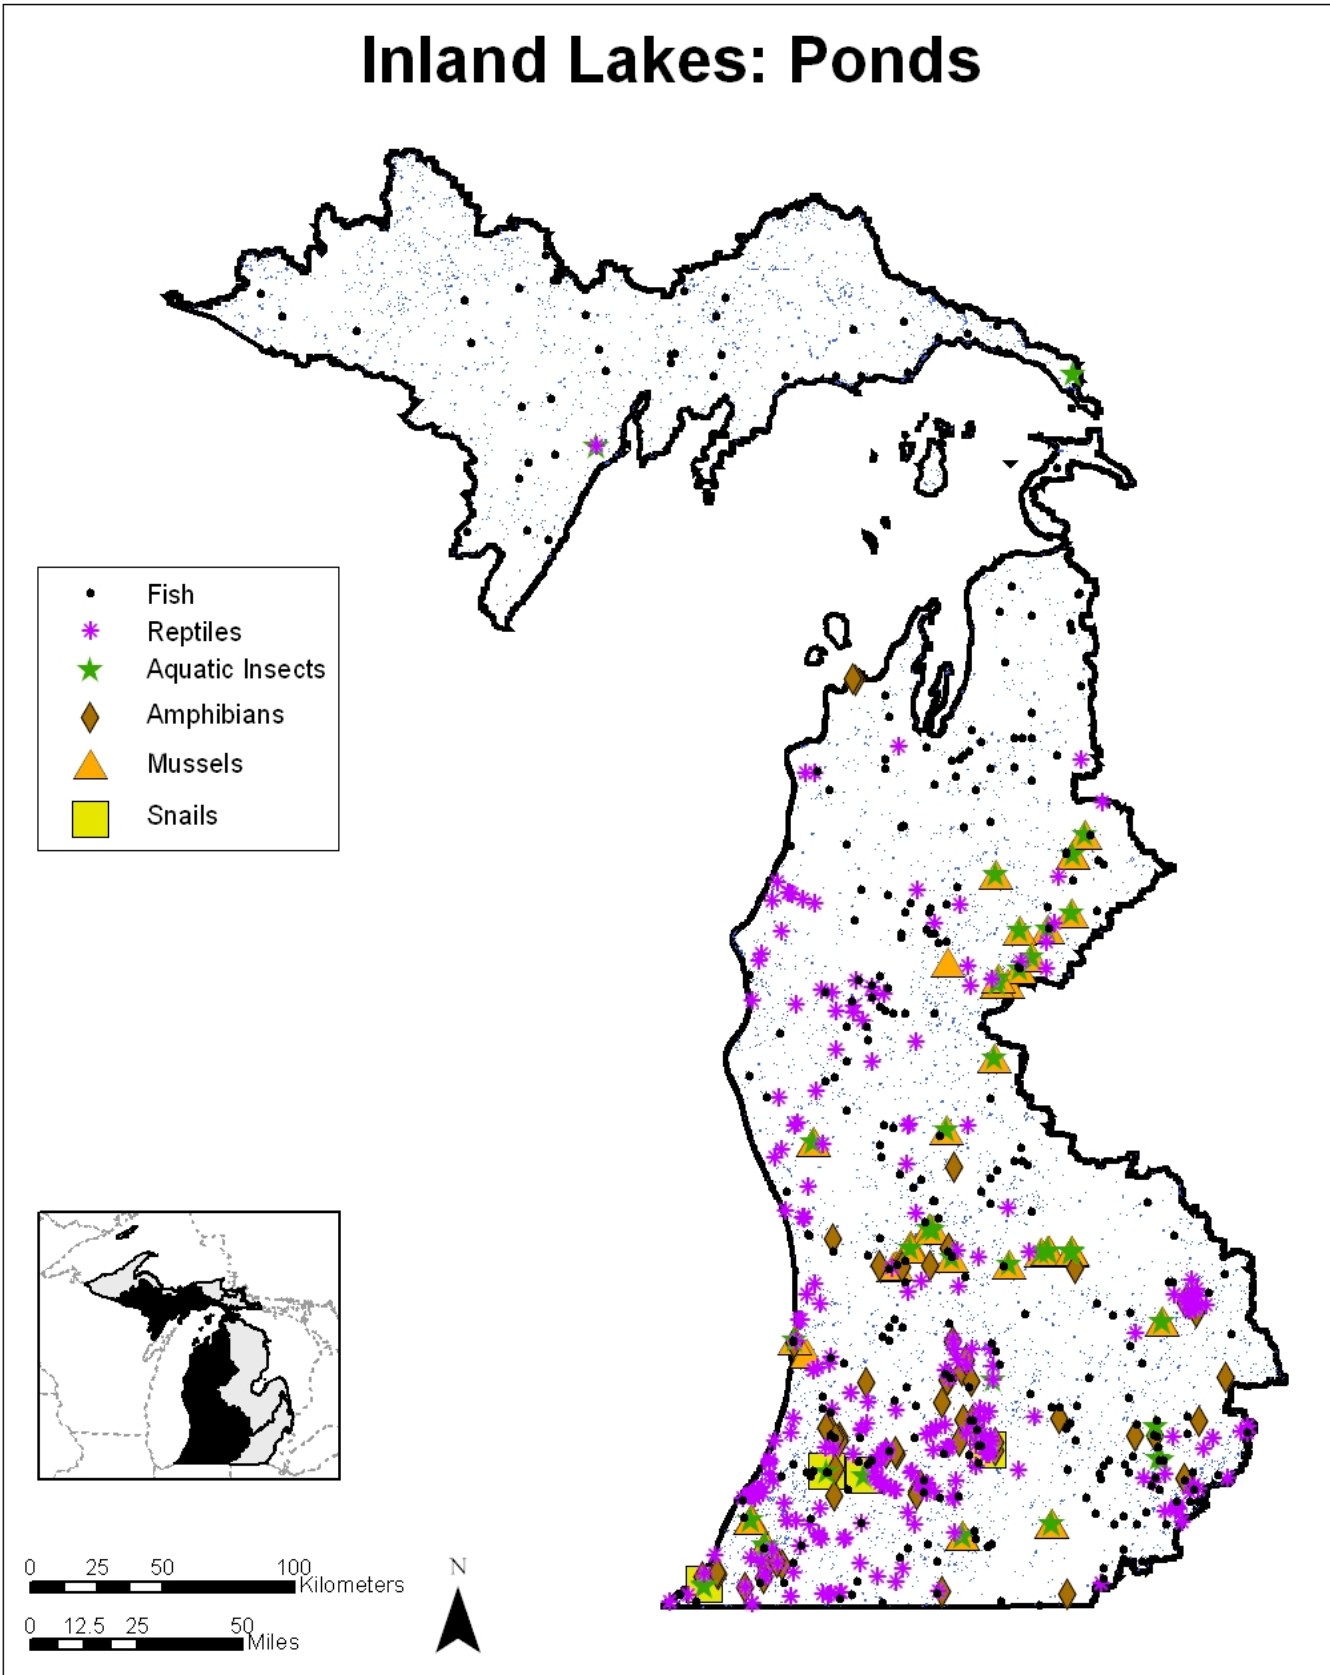 Inland Lakes: Ponds
Fish
Reptiles
Aquatic Insects
Amphibians
Mussels
Snails
0 25 50 100
Kilometers
0 12.5 25 50
Miles
N